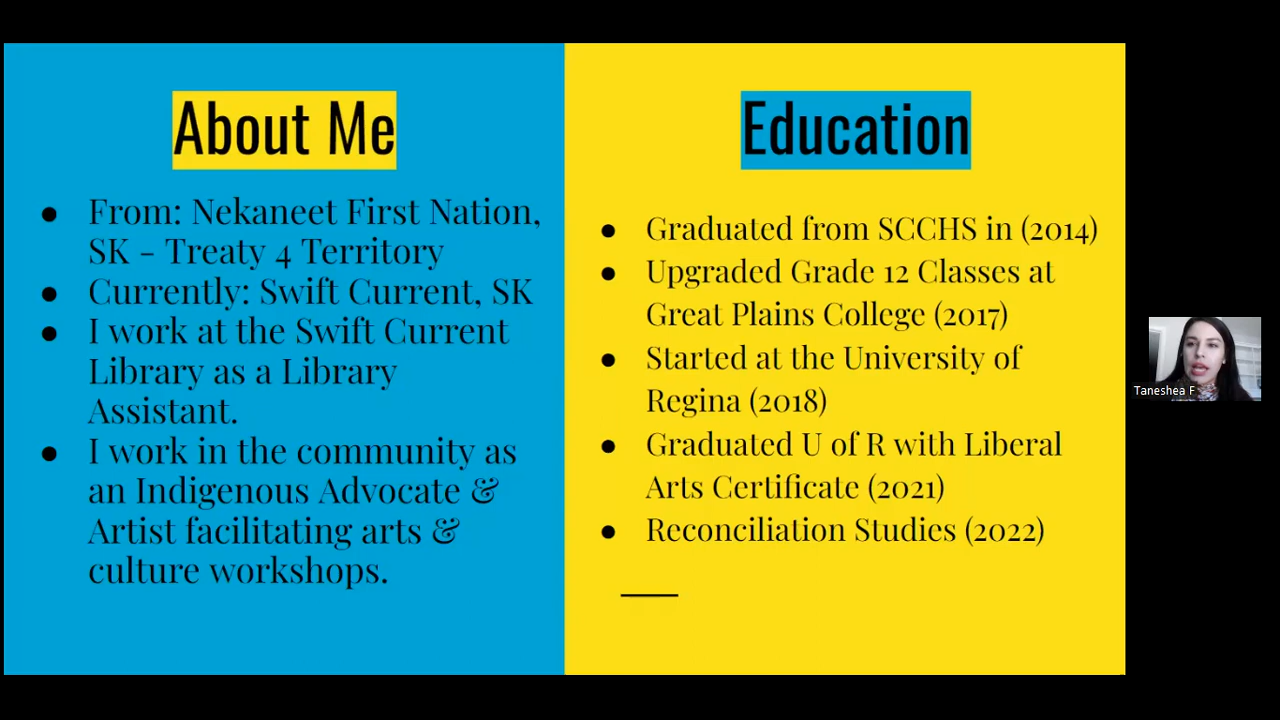 About Me
From: Nekaneet First Nation,
SK - Treaty 4 Territory
Currently: Swift Current, SK
I work at the Swift Current
Library as a Library
Assistant.
I work in the community as
an Indigenous Advocate &
Artist facilitating arts &
culture workshops.
Education
Graduated from SCCHS in (2014)
Upgraded Grade 12 Classes at
Great Plains College (2017)
Started at the University of
Regina (2018)
Graduated U of R with Liberal
Arts Certificate (2021)
Reconciliation Studies (2022)
Taneshea F